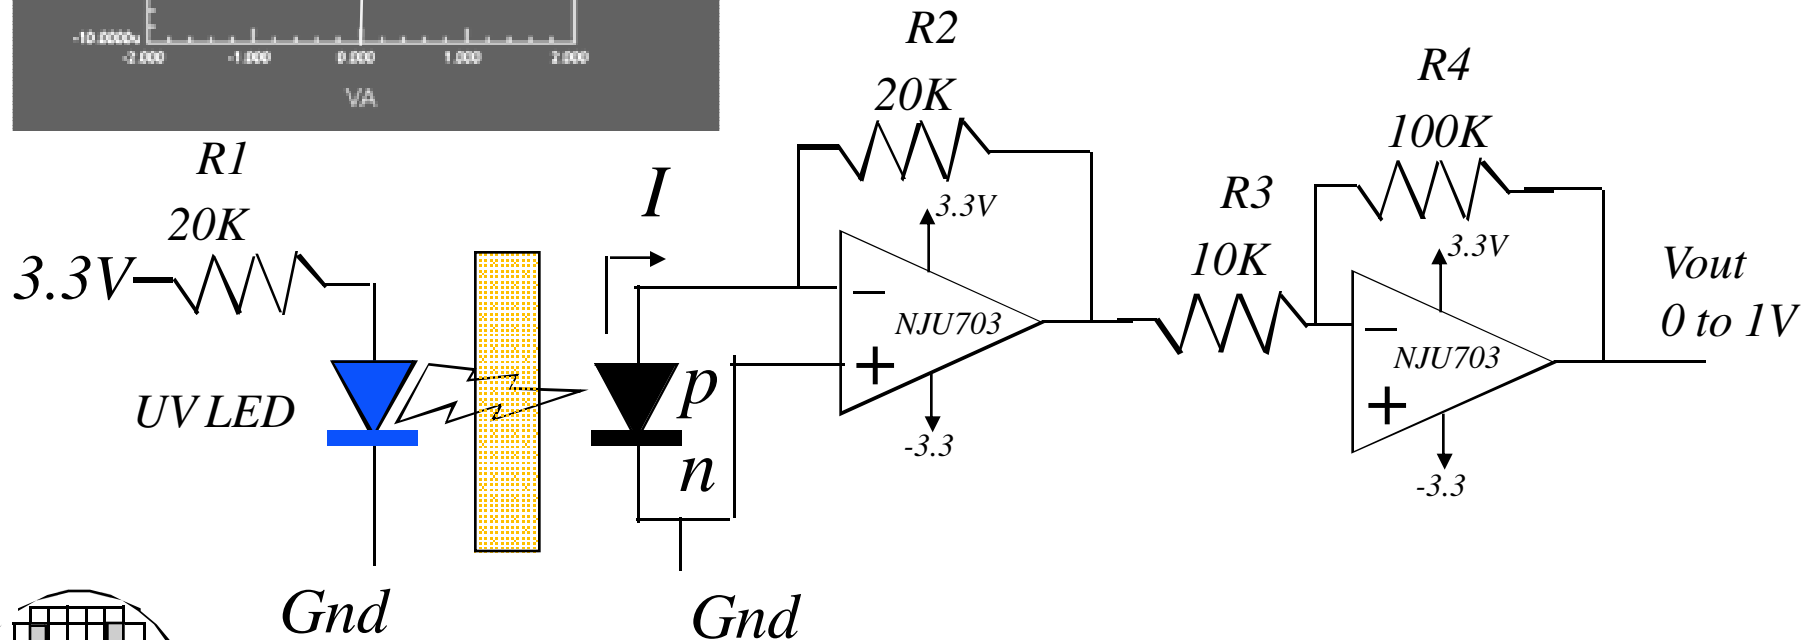 -10.0000u
-2.000 -1.000 0.000 1.000 2.000
VA
R1
20K
3.3V
UV LED
Gnd
I
p
n
Gnd
R2
20K
3.3V
−
NJU703
+
-3.3
R3
10K
R4
100K
3.3V
−
NJU703
+
-3.3
Vout
0 to 1V